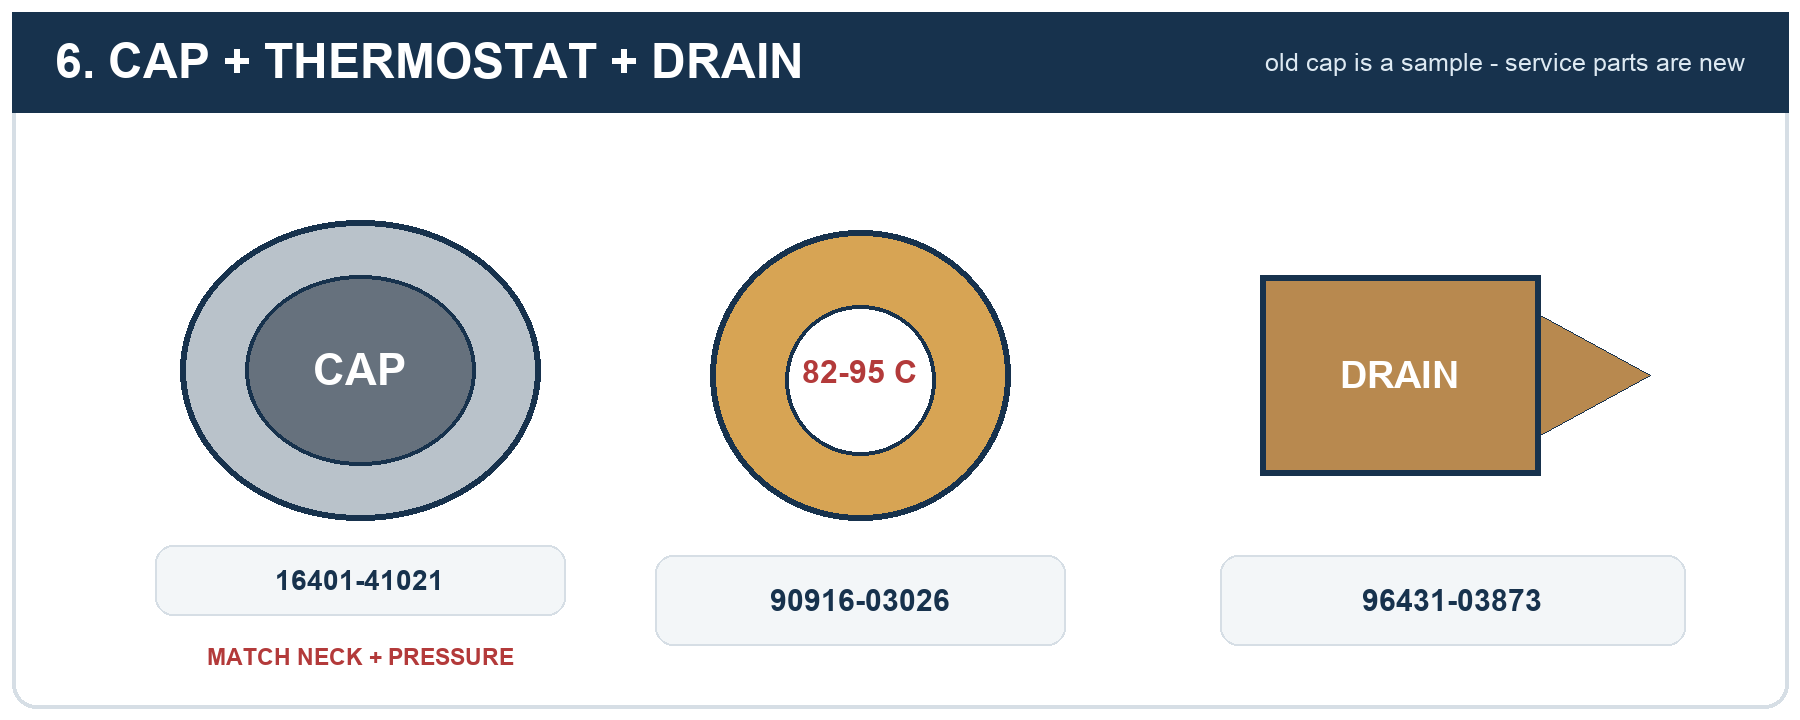 6. CAP + THERMOSTAT + DRAIN
old cap is a sample - service parts are new
CAP
82-95 C
DRAIN
16401-41021
90916-03026
96431-03873
MATCH NECK + PRESSURE